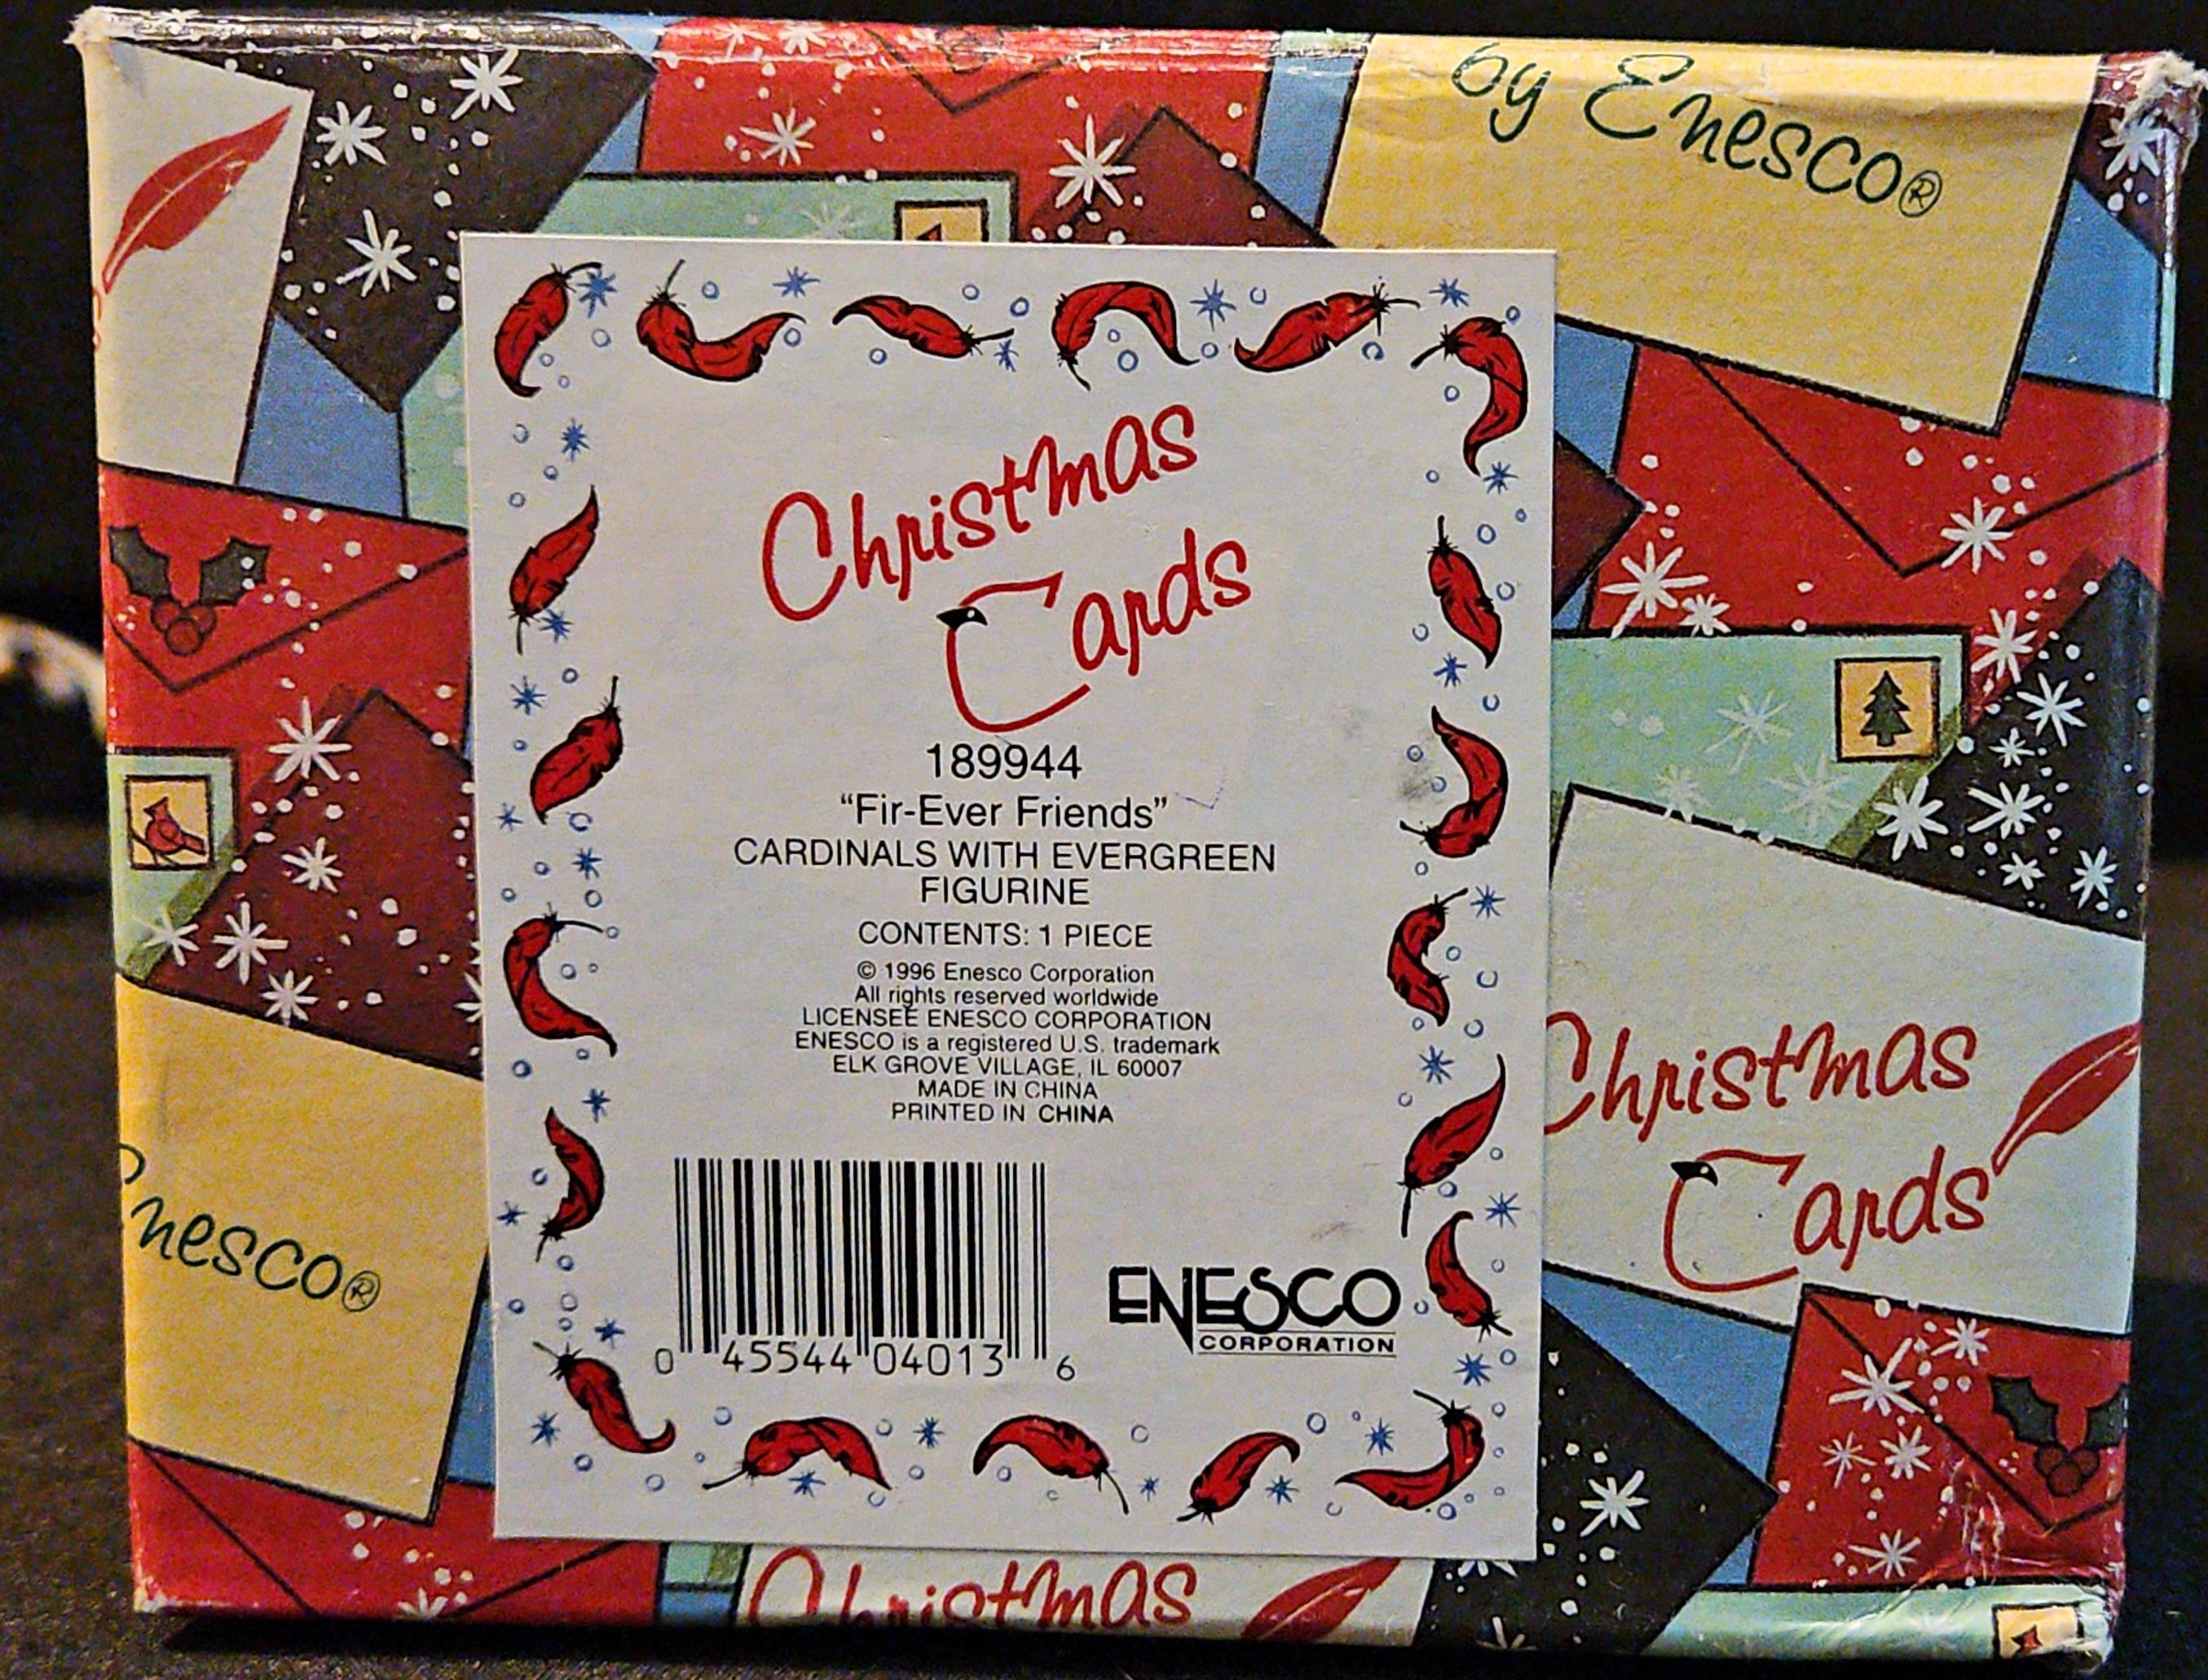 by Enesco®
Christmas
Cards
189944
“Fir-Ever Friends”
CARDINALS WITH EVERGREEN
FIGURINE
CONTENTS: 1 PIECE
© 1996 Enesco Corporation
All rights reserved worldwide
LICENSEE ENESCO CORPORATION
ENESCO is a registered U.S. trademark
ELK GROVE VILLAGE, IL 60007
MADE IN CHINA
PRINTED IN CHINA
0 45544 04013 6
ENESCO
CORPORATION
Christmas
Cards
Enesco®
Christmas